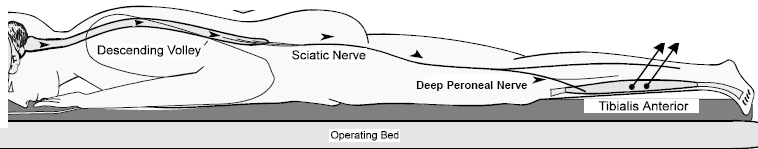 Descending Volley
Sciatic Nerve
Deep Peroneal Nerve
Tibialis Anterior
Operating Bed